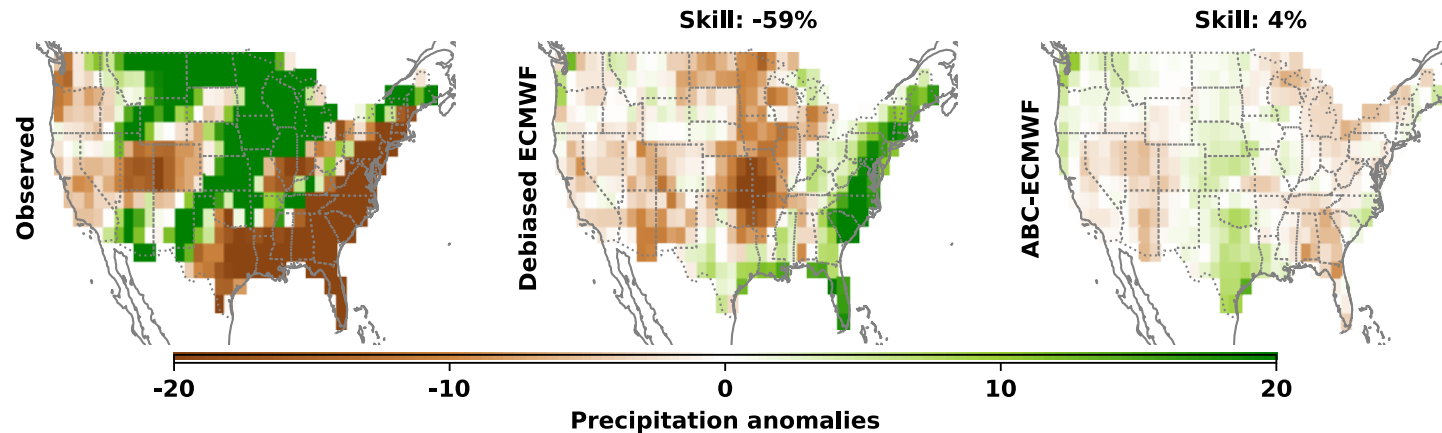 Skill: -59%
Skill: 4%
Observed
Debiased ECMWF
ABC-ECMWF
-20
-10
0
10
20
Precipitation anomalies